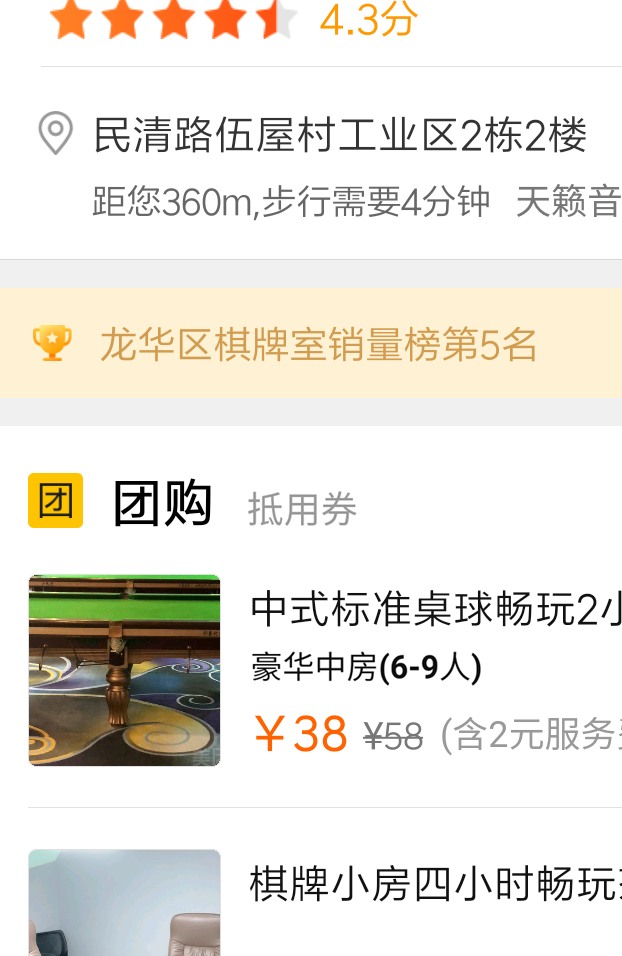 4.3分
民清路伍屋村工业区2栋2楼
距您360m,步行需要4分钟 天籁音
龙华区棋牌室销量榜第5名
团 团购 抵用券
中式标准桌球畅玩2小
豪华中房(6-9人)
￥38 ¥58 (含2元服务费
棋牌小房四小时畅玩